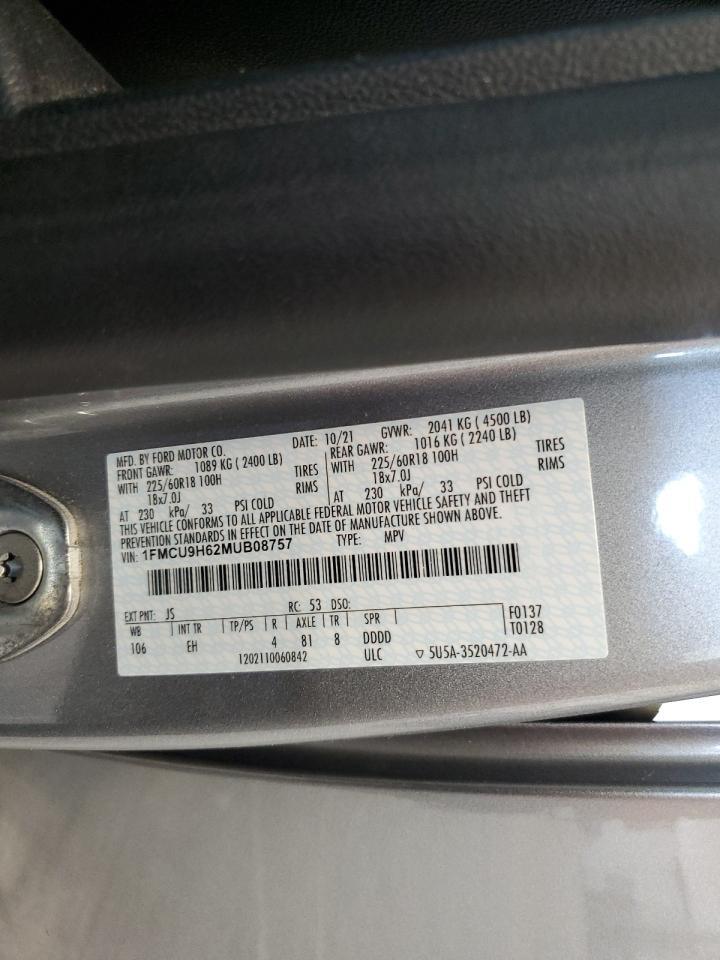 MFD. BY FORD MOTOR CO. DATE: 10/21 GVWR: 2041 KG ( 4500 LB)
FRONT GAWR: 1089 KG ( 2400 LB) REAR GAWR: 1016 KG ( 2240 LB)
WITH 225/60R18 100H TIRES WITH 225/60R18 100H TIRES
18x7.0J RIMS 18x7.0J RIMS
AT 230 kPa/ 33 PSI COLD AT 230 kPa/ 33 PSI COLD
THIS VEHICLE CONFORMS TO ALL APPLICABLE FEDERAL MOTOR VEHICLE SAFETY AND THEFT
PREVENTION STANDARDS IN EFFECT ON THE DATE OF MANUFACTURE SHOWN ABOVE.
VIN: 1FMCU9H62MUB08757 TYPE: MPV
EXT PNT: JS RC: 53 DSO: F0137
WB INT TR TP/PS R AXLE TR SPR T0128
106 EH 4 81 8 DDDD
1202110060842 ULC ▽ 5U5A-3520472-AA